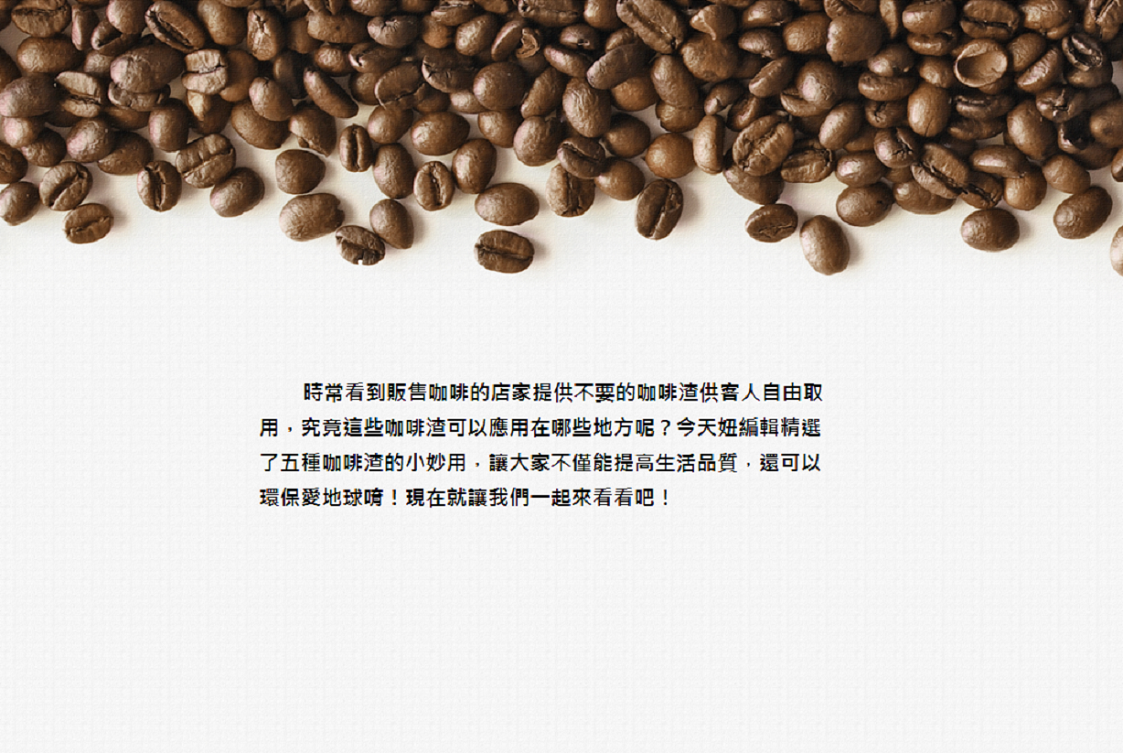 時常看到販售咖啡的店家提供不要的咖啡渣供客人自由取
用，究竟這些咖啡渣可以應用在哪些地方呢？今天妞編輯精選
了五種咖啡渣的小妙用，讓大家不僅能提高生活品質，還可以
環保愛地球唷！現在就讓我們一起來看看吧！